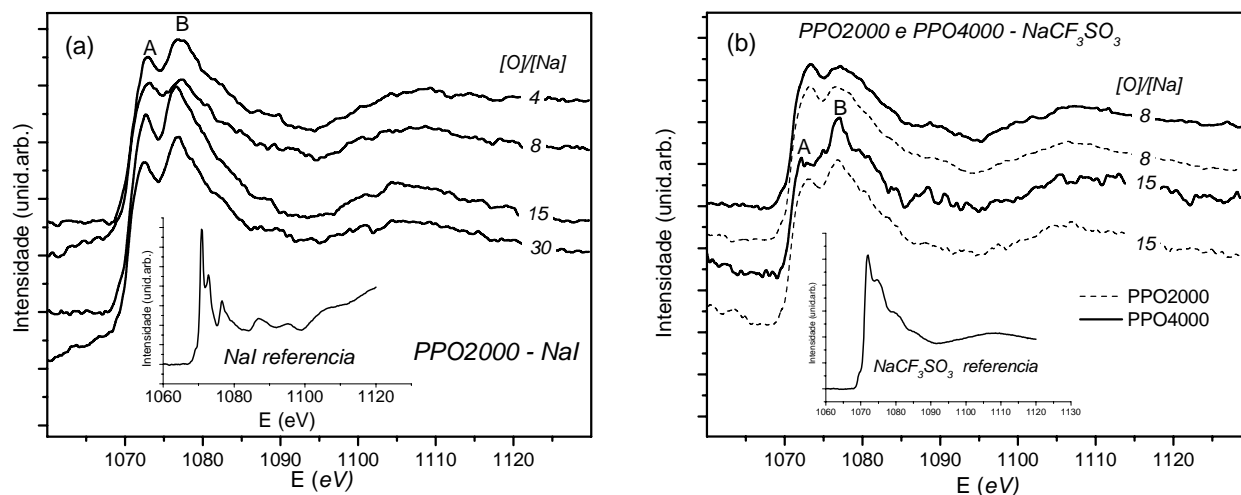 (a)
A
B
[O]/[Na]
4
8
15
30
Intensidade (unid.arb.)
Intensidade (unid.arb.)
NaI referencia
1060 1080 1100 1120
E (eV)
PPO2000 - NaI
1070 1080 1090 1100 1110 1120
E (eV)
(b)
PPO2000 e PPO4000 - NaCF3SO3
[O]/[Na]
8
8
A
B
15
15
Intensidade (unid.arb.)
Intensidade (unid.arb.)
NaCF3SO3 referencia
1060 1070 1080 1090 1100 1110 1120 1130
E (eV)
PPO2000
PPO4000
1070 1080 1090 1100 1110 1120
E (eV)